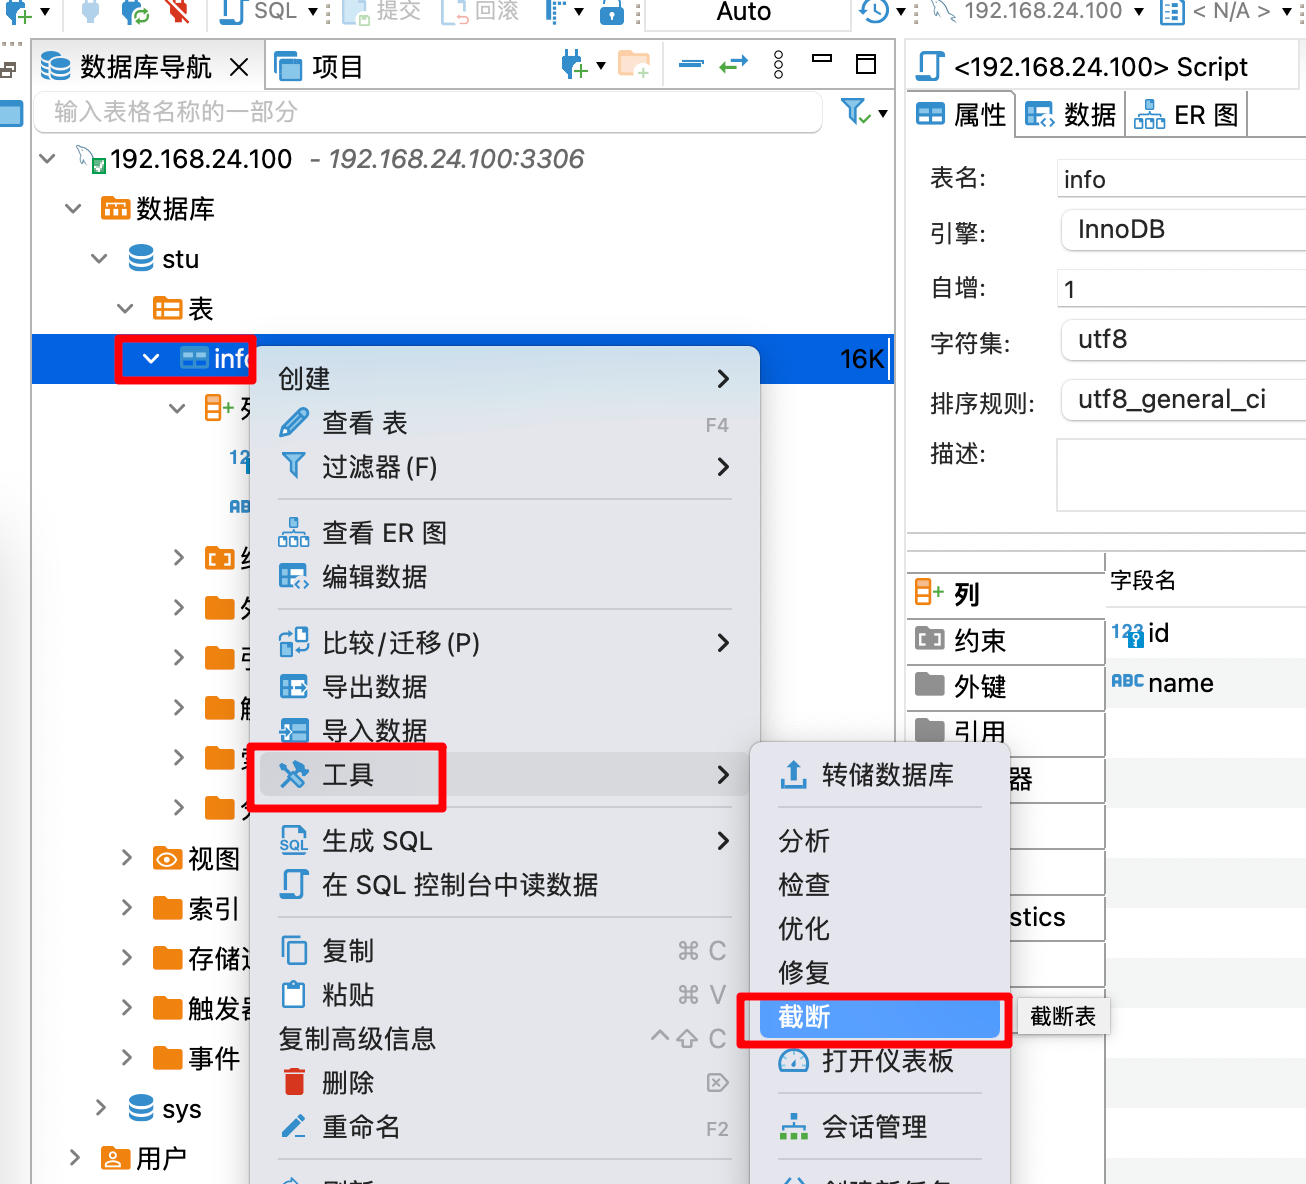 SQL
提交
回滚
Auto
192.168.24.100
< N/A >
数据库导航
项目
<192.168.24.100> Script
输入表格名称的一部分
属性
数据
ER 图
192.168.24.100 - 192.168.24.100:3306
数据库
stu
表
info
16K
视图
索引
存储
触发
事件
sys
用户
创建
查看 表 F4
过滤器 (F)
查看 ER 图
编辑数据
比较/迁移 (P)
导出数据
导入数据
工具
生成 SQL
在 SQL 控制台中读数据
复制 ⌘ C
粘贴 ⌘ V
复制高级信息 ^⇧ C
删除 ⌦
重命名 F2
转储数据库
分析
检查
优化
修复
截断
打开仪表板
会话管理
截断表
表名: info
引擎: InnoDB
自增: 1
字符集: utf8
排序规则: utf8_general_ci
描述:
列
约束
外键
引用
器
stics
字段名
123 id
ABC name